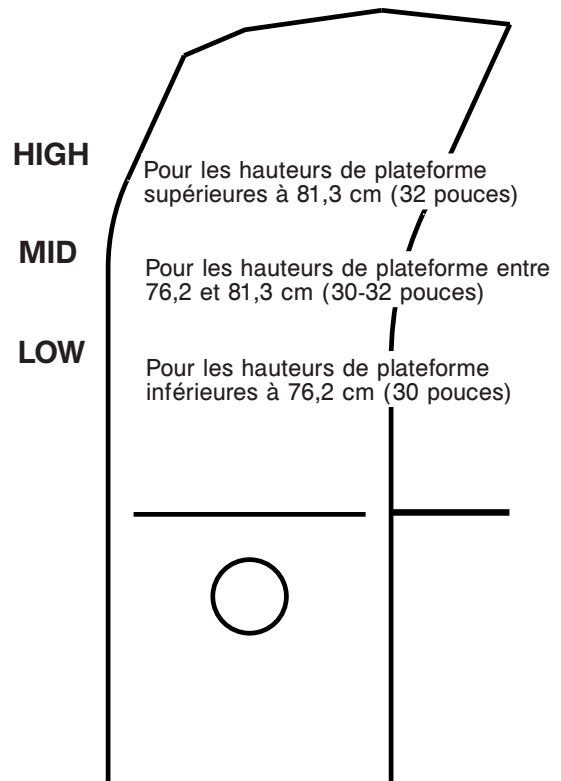 HIGH
Pour les hauteurs de plateforme
supérieures à 81,3 cm (32 pouces)
MID
Pour les hauteurs de plateforme entre
76,2 et 81,3 cm (30-32 pouces)
LOW
Pour les hauteurs de plateforme
inférieures à 76,2 cm (30 pouces)